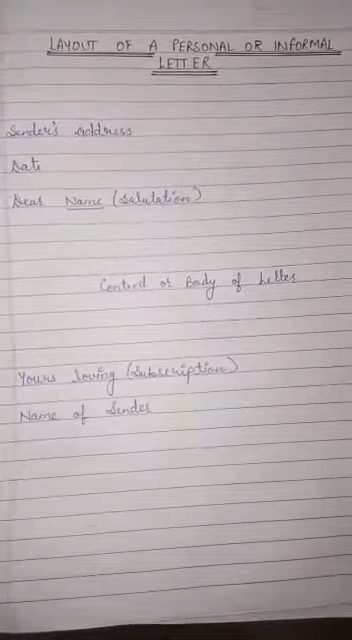 LAYOUT OF A PERSONAL OR INFORMAL
LETTER
Sender's address
Date
Dear Name (Salutation)
Content or Body of Letter
Yours loving (Subscription)
Name of Sender